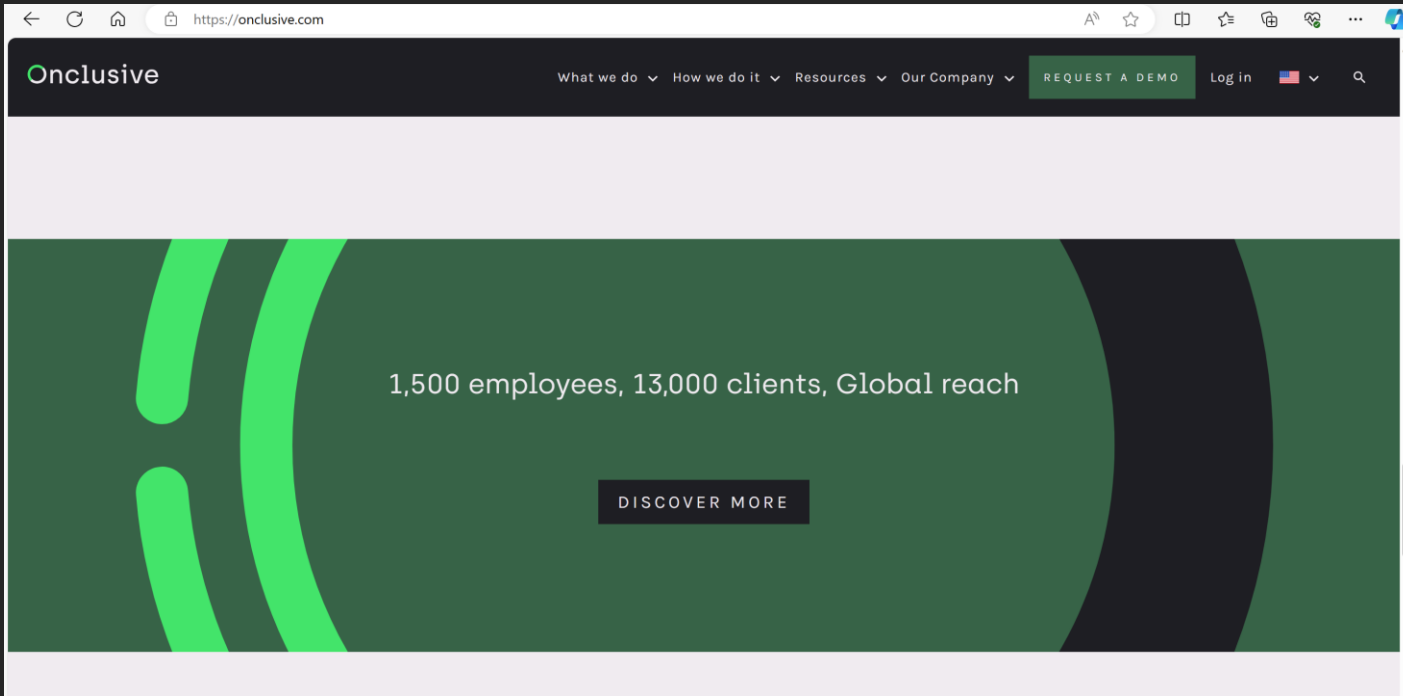 https://onclusive.com
Onclusive
What we do How we do it Resources Our Company REQUEST A DEMO Log in
1,500 employees, 13,000 clients, Global reach
DISCOVER MORE